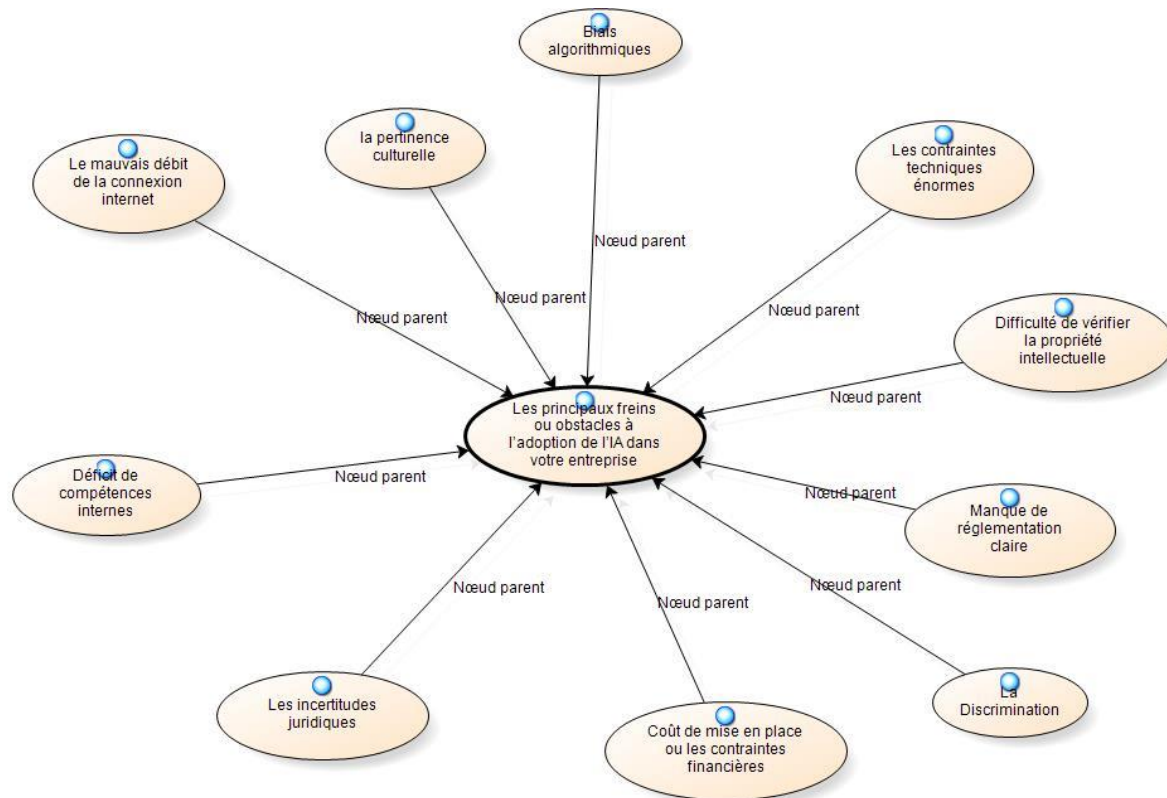 Biais
algorithmiques
la pertinence
culturelle
Le mauvais débit
de la connexion
internet
Les contraintes
techniques
énormes
Nœud parent
Nœud parent
Nœud parent
Nœud parent
Difficulté de vérifier
la propriété
intellectuelle
Nœud parent
Les principaux freins
ou obstacles à
l'adoption de l'IA dans
votre entreprise
Déficit de
compétences
internes
Nœud parent
Nœud parent
Manque de
réglementation
claire
Nœud parent
Nœud parent
Nœud parent
Les incertitudes
juridiques
Coût de mise en place
ou les contraintes
financières
La
Discrimination